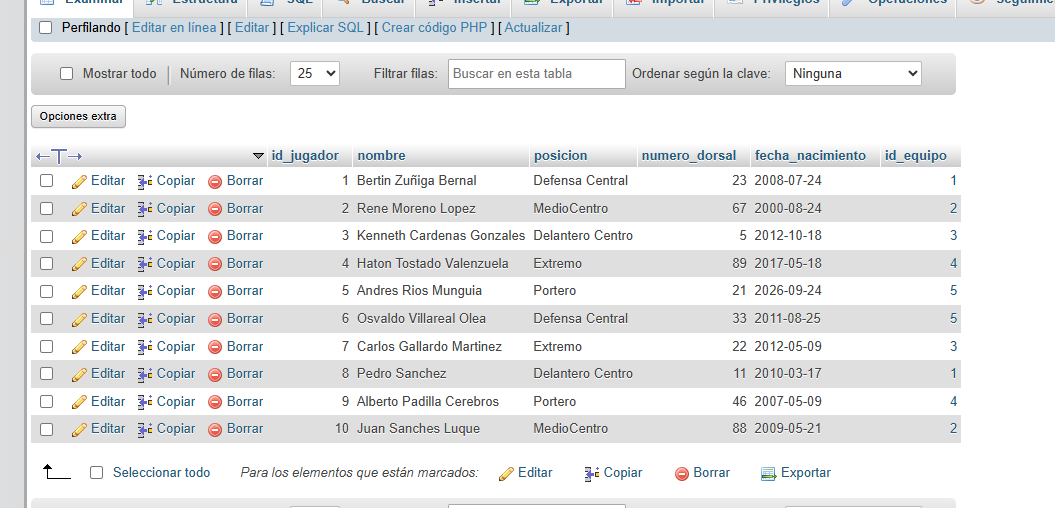 Examinar Estructura SQL Buscar Insertar Exportar Importar Privilegios Operaciones
Perfilando [ Editar en línea ] [ Editar ] [ Explicar SQL ] [ Crear código PHP ] [ Actualizar ]
Mostrar todo | Número de filas: 25 Filtrar filas: Buscar en esta tabla Ordenar según la clave: Ninguna
Opciones extra
←T→ id_jugador nombre posicion numero_dorsal fecha_nacimiento id_equipo
Editar Copiar Borrar 1 Bertin Zuñiga Bernal Defensa Central 23 2008-07-24 1
Editar Copiar Borrar 2 Rene Moreno Lopez MedioCentro 67 2000-08-24 2
Editar Copiar Borrar 3 Kenneth Cardenas Gonzales Delantero Centro 5 2012-10-18 3
Editar Copiar Borrar 4 Haton Tostado Valenzuela Extremo 89 2017-05-18 4
Editar Copiar Borrar 5 Andres Rios Munguia Portero 21 2026-09-24 5
Editar Copiar Borrar 6 Osvaldo Villareal Olea Defensa Central 33 2011-08-25 5
Editar Copiar Borrar 7 Carlos Gallardo Martinez Extremo 22 2012-05-09 3
Editar Copiar Borrar 8 Pedro Sanchez Delantero Centro 11 2010-03-17 1
Editar Copiar Borrar 9 Alberto Padilla Cerebros Portero 46 2007-05-09 4
Editar Copiar Borrar 10 Juan Sanches Luque MedioCentro 88 2009-05-21 2
Seleccionar todo Para los elementos que están marcados: Editar Copiar Borrar Exportar